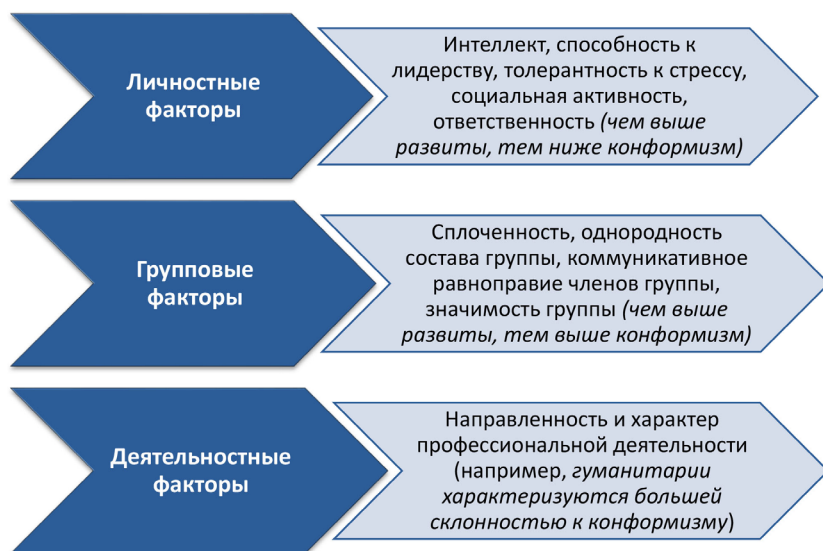 Личностные
факторы
Интеллект, способность к
лидерству, толерантность к стрессу,
социальная активность,
ответственность (чем выше
развиты, тем ниже конформизм)
Групповые
факторы
Сплоченность, однородность
состава группы, коммуникативное
равноправие членов группы,
значимость группы (чем выше
развиты, тем выше конформизм)
Деятельностные
факторы
Направленность и характер
профессиональной деятельности
(например, гуманитарии
характеризуются большей
склонностью к конформизму)